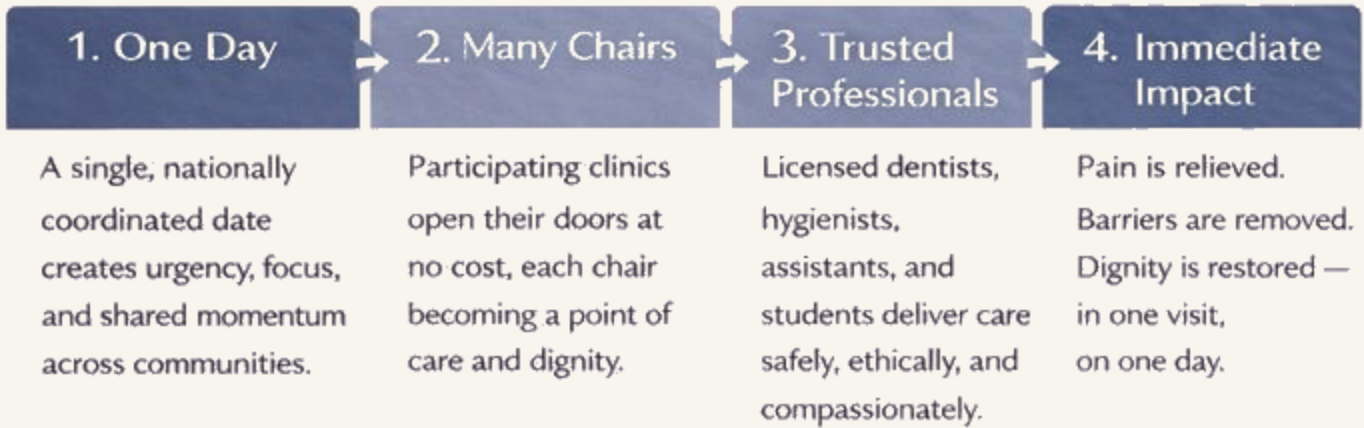 1. One Day
A single, nationally
coordinated date
creates urgency, focus,
and shared momentum
across communities.
2. Many Chairs
Participating clinics
open their doors at
no cost, each chair
becoming a point of
care and dignity.
3. Trusted
Professionals
Licensed dentists,
hygienists,
assistants, and
students deliver care
safely, ethically, and
compassionately.
4. Immediate
Impact
Pain is relieved.
Barriers are removed.
Dignity is restored —
in one visit,
on one day.